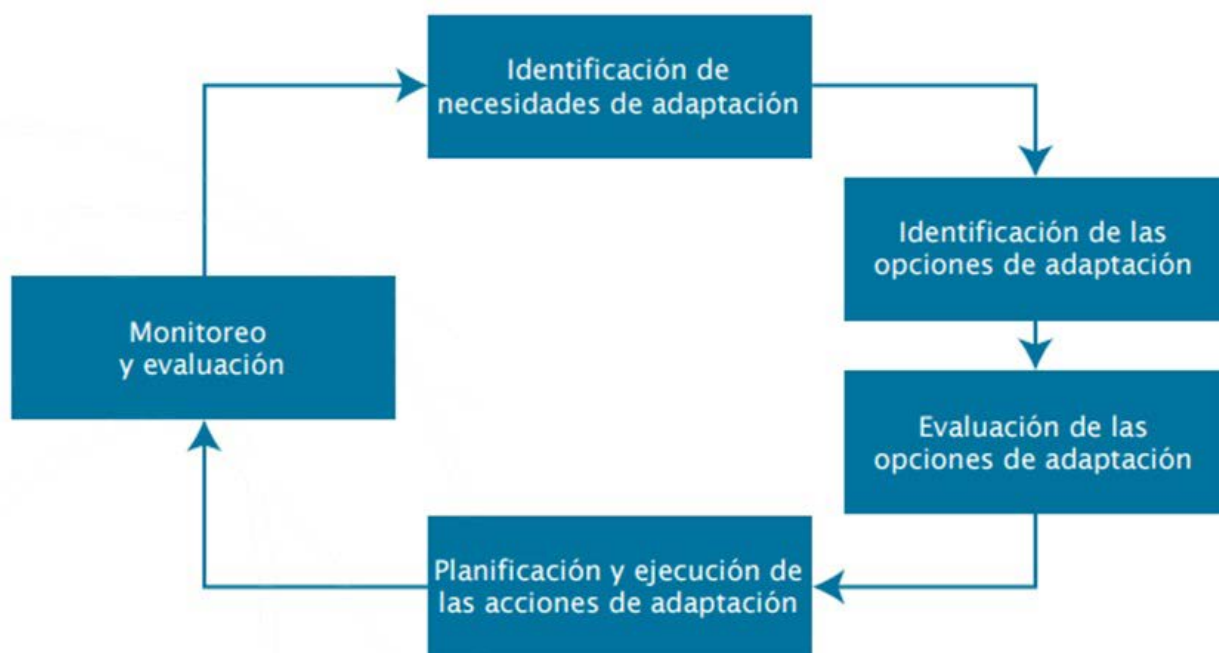 Identificación de
necesidades de adaptación
Identificación de las
opciones de adaptación
Evaluación de las
opciones de adaptación
Planificación y ejecución de
las acciones de adaptación
Monitoreo
y evaluación